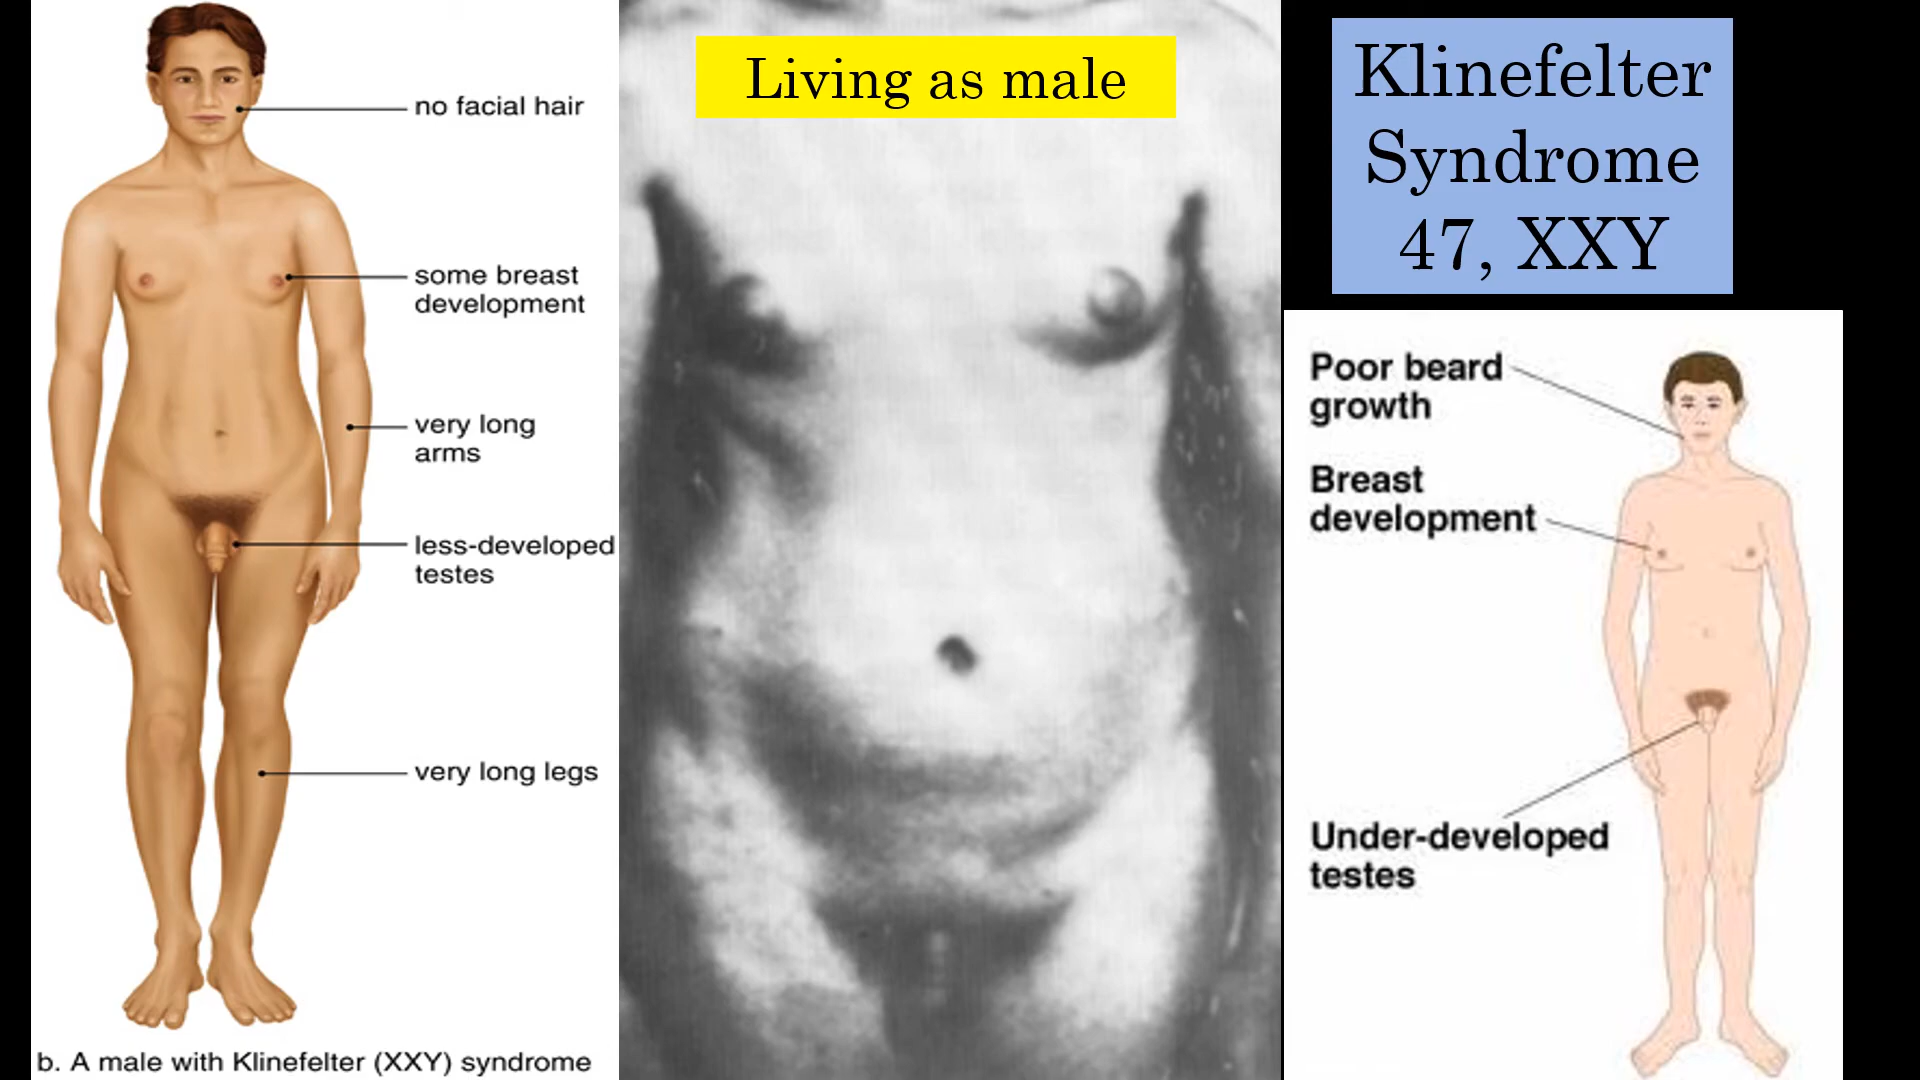 no facial hair
some breast
development
very long
arms
less-developed
testes
very long legs
b. A male with Klinefelter (XXY) syndrome
Living as male
Klinefelter
Syndrome
47, XXY
Poor beard
growth
Breast
development
Under-developed
testes